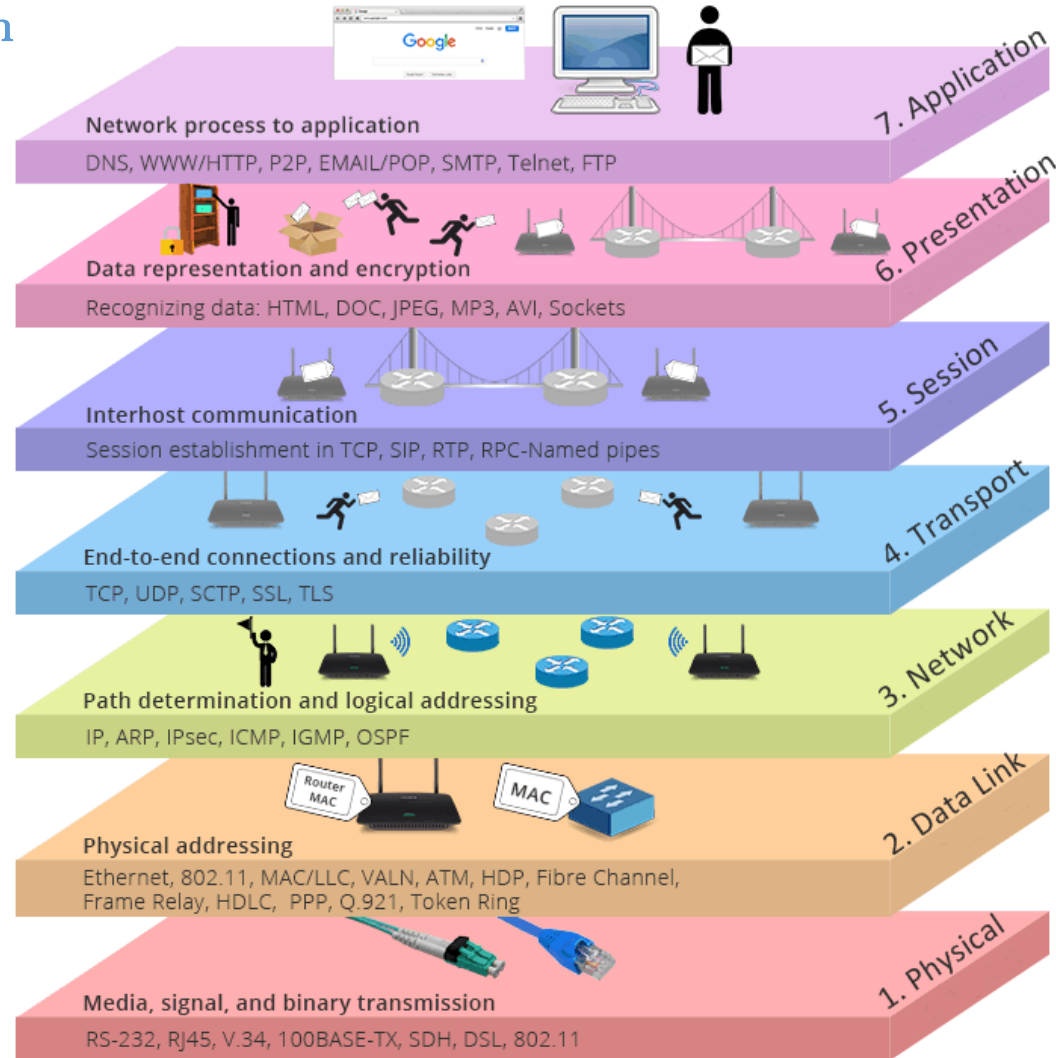 n
Google
7. Application
Network process to application
DNS, WWW/HTTP, P2P, EMAIL/POP, SMTP, Telnet, FTP
6. Presentation
Data representation and encryption
Recognizing data: HTML, DOC, JPEG, MP3, AVI, Sockets
5. Session
Interhost communication
Session establishment in TCP, SIP, RTP, RPC-Named pipes
4. Transport
End-to-end connections and reliability
TCP, UDP, SCTP, SSL, TLS
3. Network
Path determination and logical addressing
IP, ARP, IPsec, ICMP, IGMP, OSPF
2. Data Link
Router
MAC
MAC
Physical addressing
Ethernet, 802.11, MAC/LLC, VALN, ATM, HDP, Fibre Channel,
Frame Relay, HDLC, PPP, Q.921, Token Ring
1. Physical
Media, signal, and binary transmission
RS-232, RJ45, V.34, 100BASE-TX, SDH, DSL, 802.11